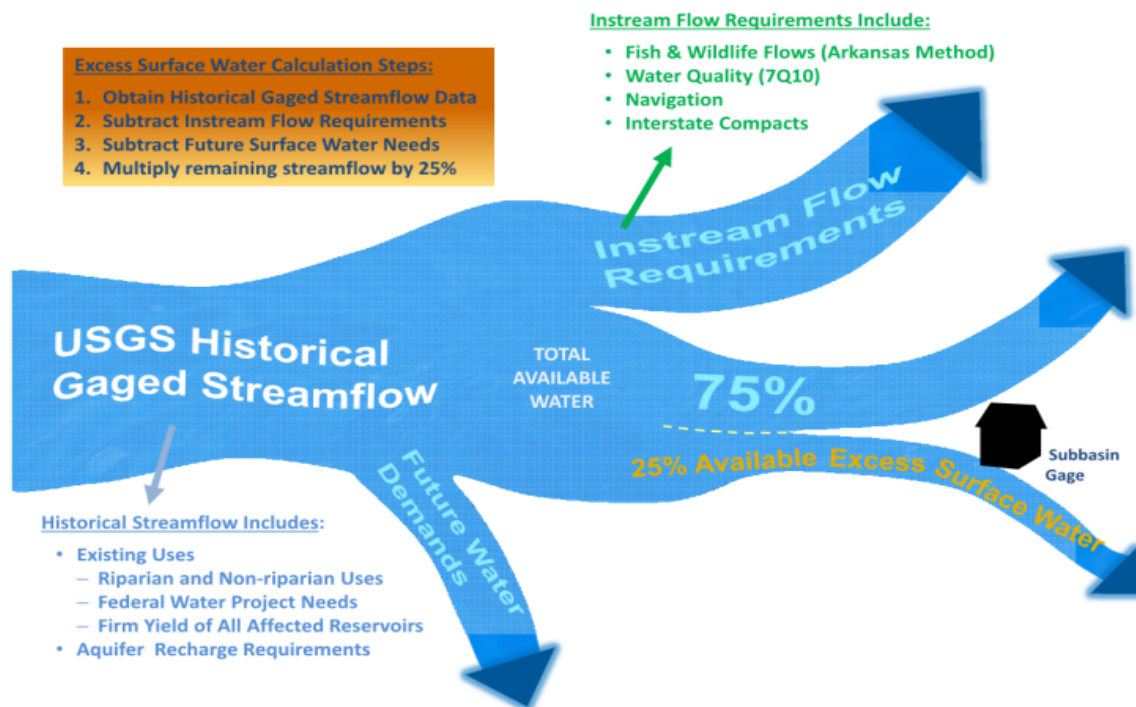 Instream Flow Requirements Include:
• Fish & Wildlife Flows (Arkansas Method)
• Water Quality (7Q10)
• Navigation
• Interstate Compacts
Excess Surface Water Calculation Steps:
1. Obtain Historical Gaged Streamflow Data
2. Subtract Instream Flow Requirements
3. Subtract Future Surface Water Needs
4. Multiply remaining streamflow by 25%
Instream Flow
Requirements
USGS Historical
Gaged Streamflow
TOTAL
AVAILABLE
WATER
75%
25% Available Excess Surface Water
Subbasin
Gage
Future Water
Demands
Historical Streamflow Includes:
• Existing Uses
– Riparian and Non-riparian Uses
– Federal Water Project Needs
– Firm Yield of All Affected Reservoirs
• Aquifer Recharge Requirements